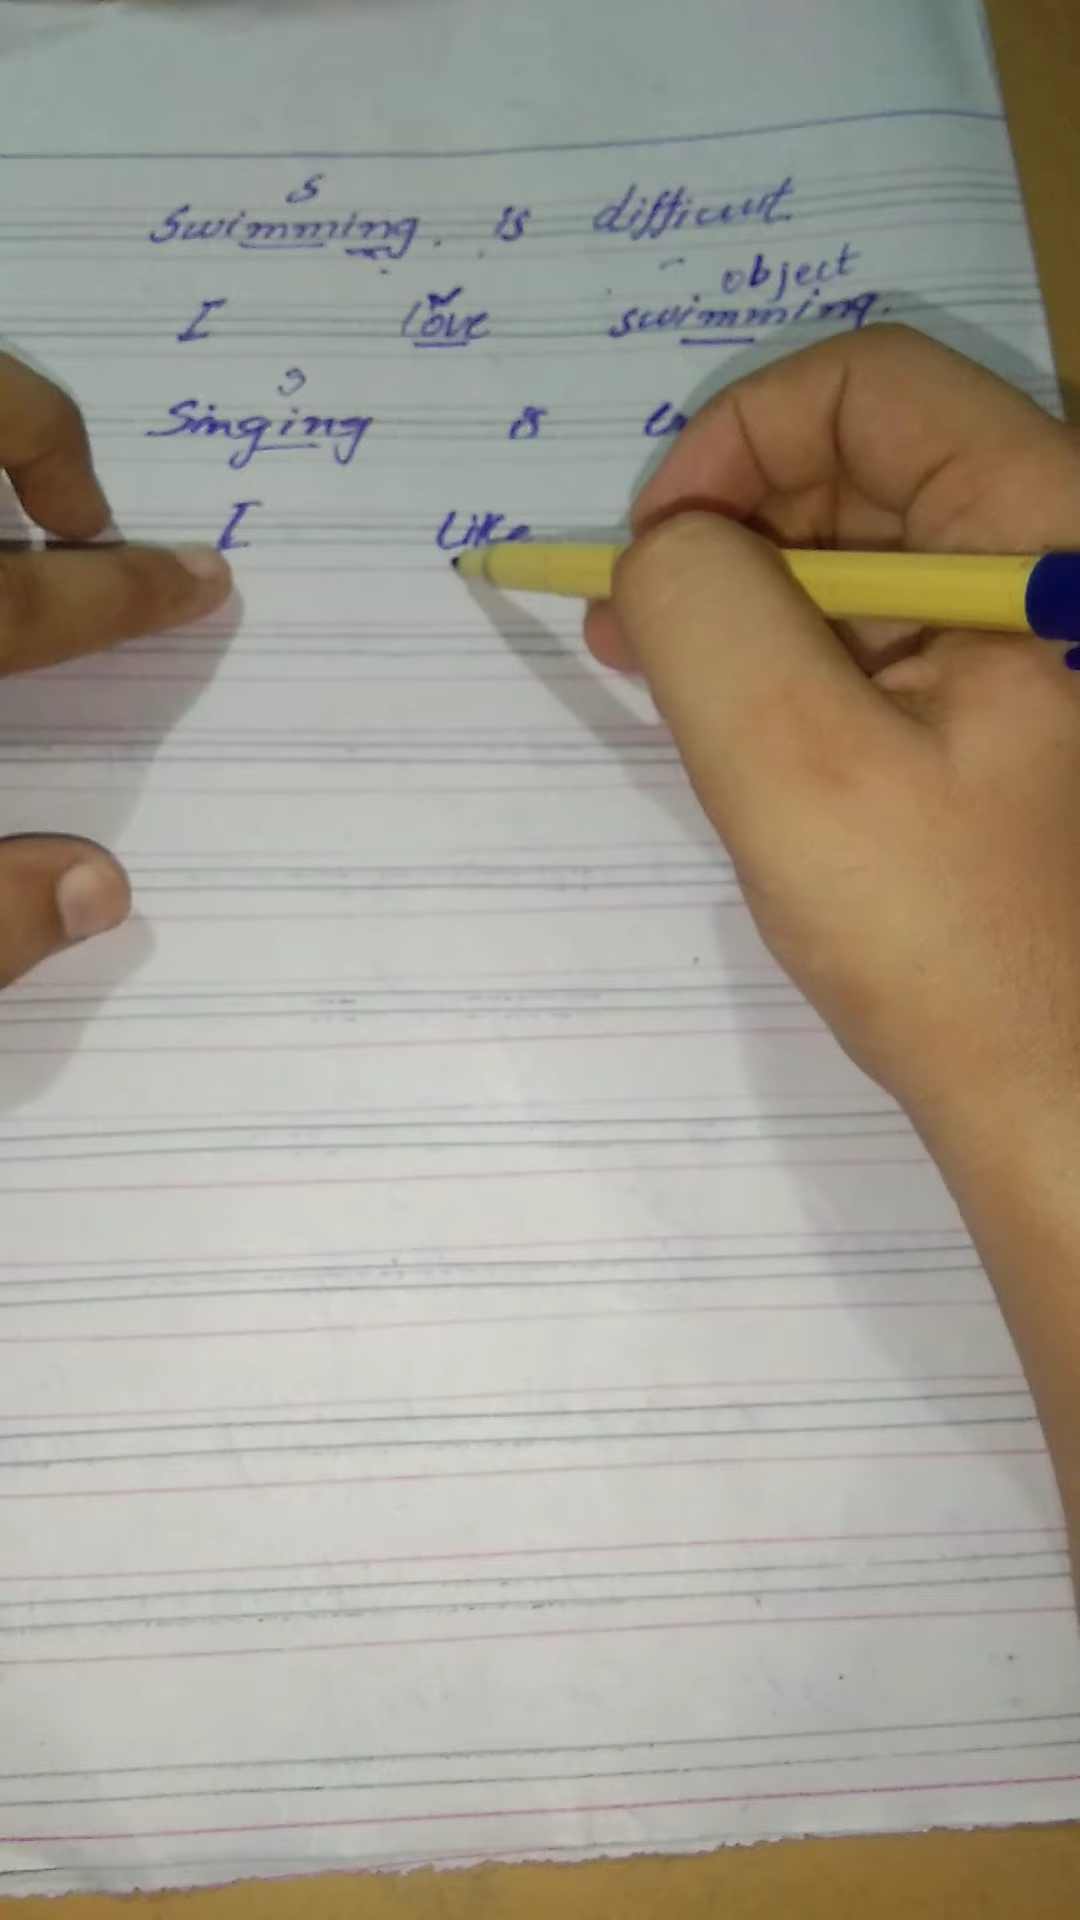 S
Swimming. is difficult.
object
I love swimming.
S
Singing is
I Like